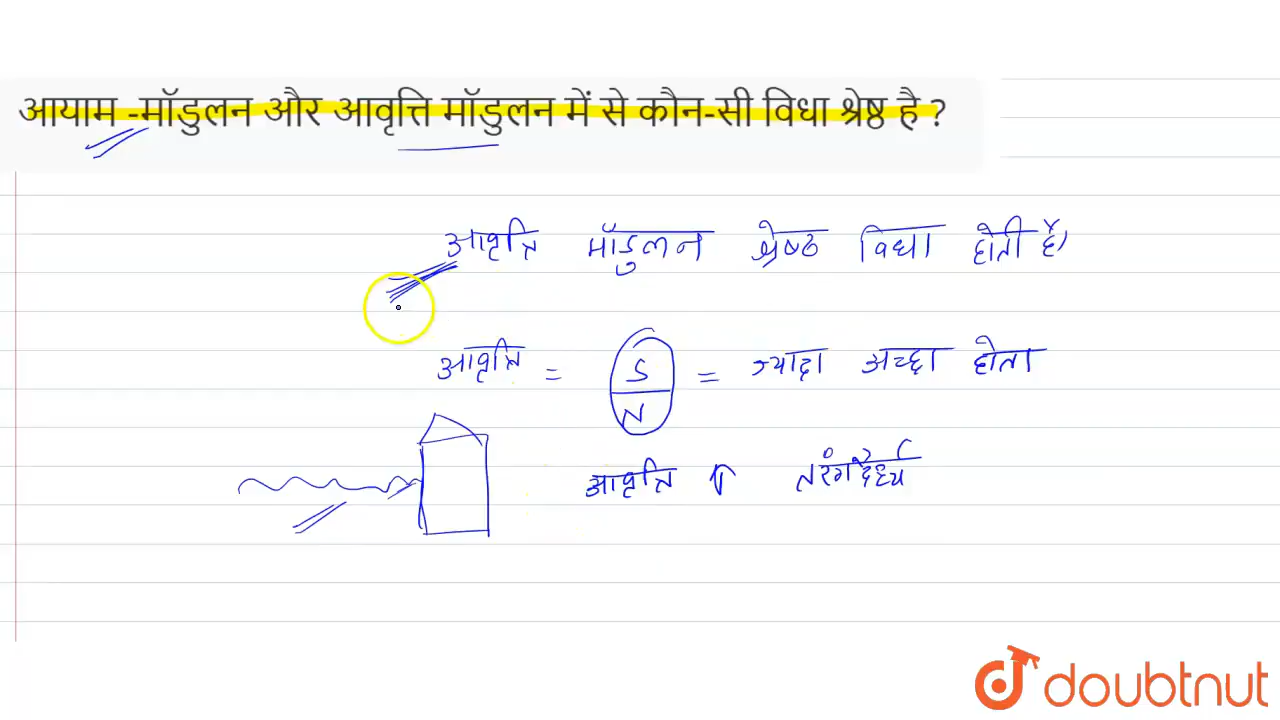 आयाम -मॉडुलन और आवृत्ति मॉडुलन में से कौन-सी विधा श्रेष्ठ है ?
आवृत्ति मॉडुलन श्रेष्ठ विधा होती है।
आवृत्ति = S/N = ज्यादा अच्छा होता
आवृत्ति ↑ तरंगदैर्ध्य
doubtnut